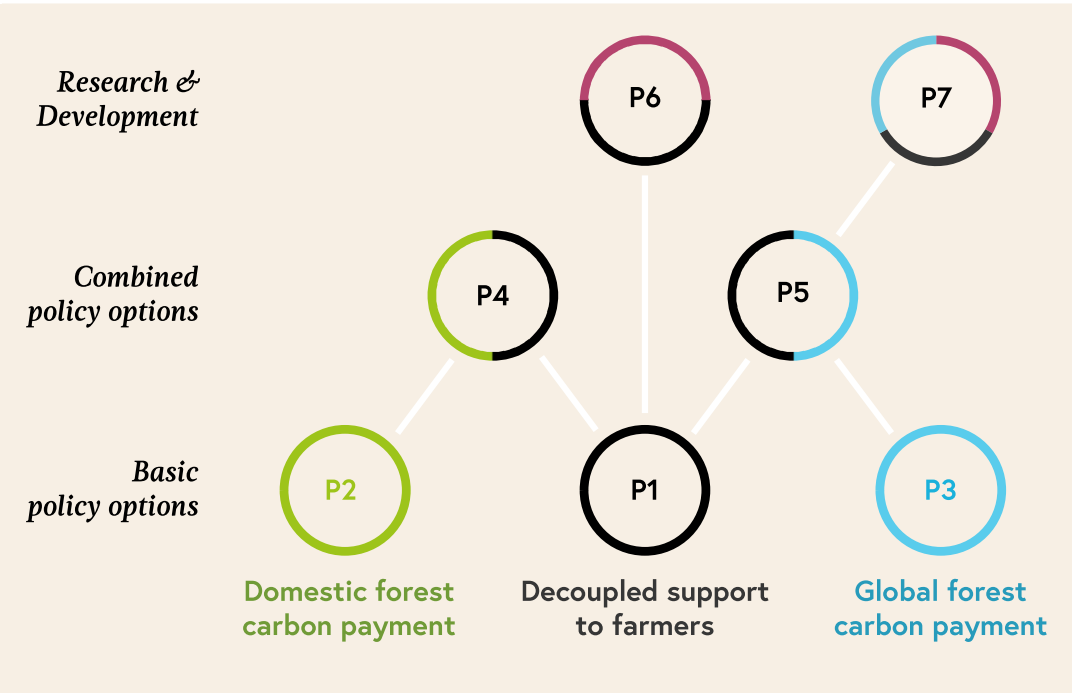 Research &
Development
P6
P7
Combined
policy options
P4
P5
Basic
policy options
P2
P1
P3
Domestic forest
carbon payment
Decoupled support
to farmers
Global forest
carbon payment